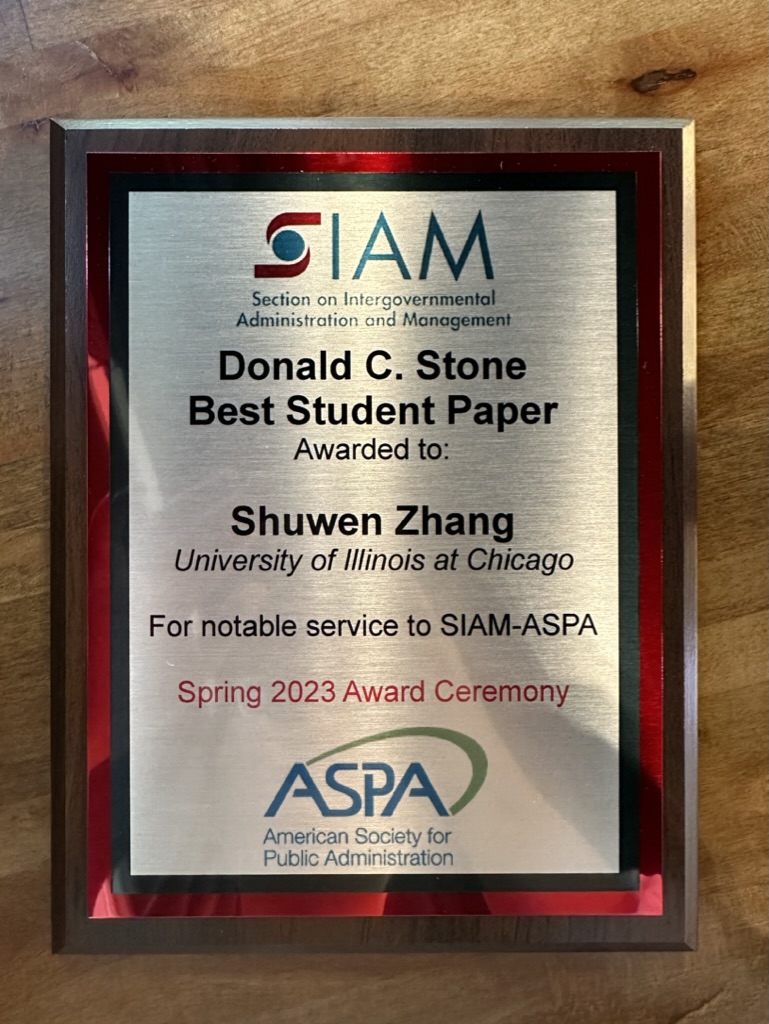 SIAM
Section on Intergovernmental
Administration and Management
Donald C. Stone
Best Student Paper
Awarded to:
Shuwen Zhang
University of Illinois at Chicago
For notable service to SIAM-ASPA
Spring 2023 Award Ceremony
ASPA
American Society for
Public Administration